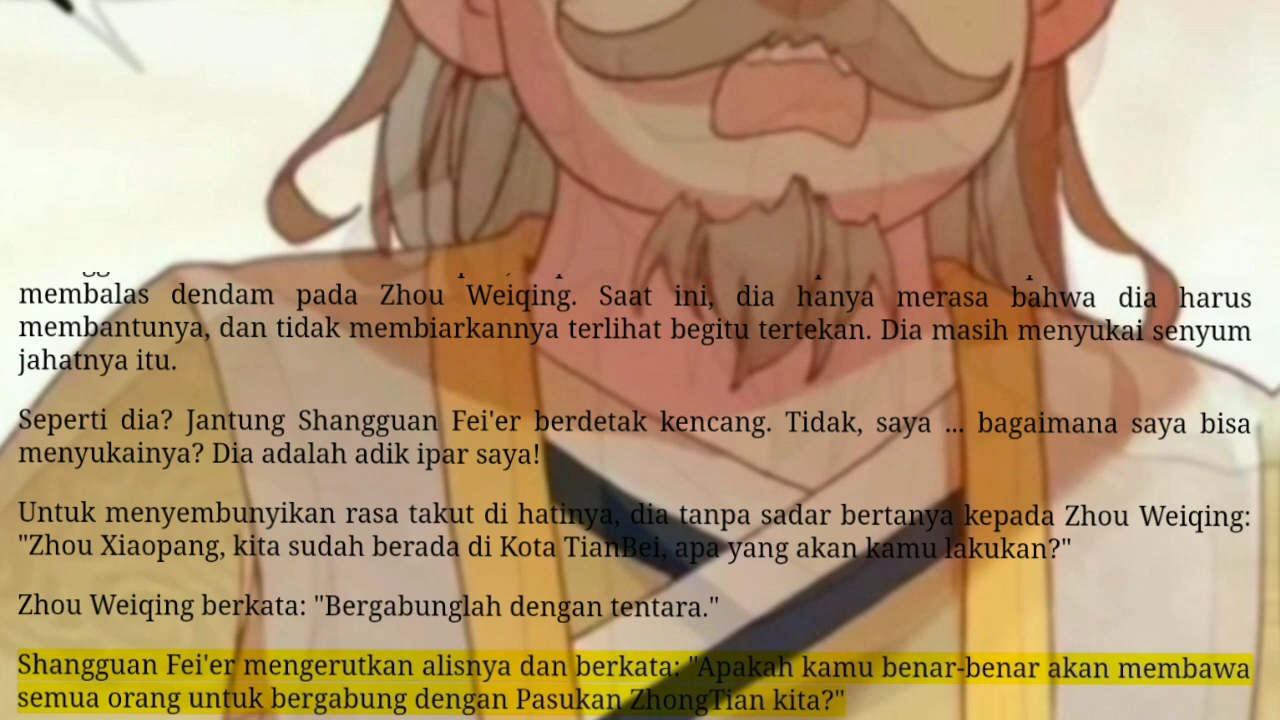 membalas dendam pada Zhou Weiqing. Saat ini, dia hanya merasa bahwa dia harus
membantunya, dan tidak membiarkannya terlihat begitu tertekan. Dia masih menyukai senyum
jahatnya itu.
Seperti dia? Jantung Shangguan Fei'er berdetak kencang. Tidak, saya ... bagaimana saya bisa
menyukainya? Dia adalah adik ipar saya!
Untuk menyembunyikan rasa takut di hatinya, dia tanpa sadar bertanya kepada Zhou Weiqing:
"Zhou Xiaopang, kita sudah berada di Kota TianBei, apa yang akan kamu lakukan?"
Zhou Weiqing berkata: "Bergabunglah dengan tentara."
Shangguan Fei'er mengerutkan alisnya dan berkata: "Apakah kamu benar-benar akan membawa
semua orang untuk bergabung dengan Pasukan ZhongTian kita?"